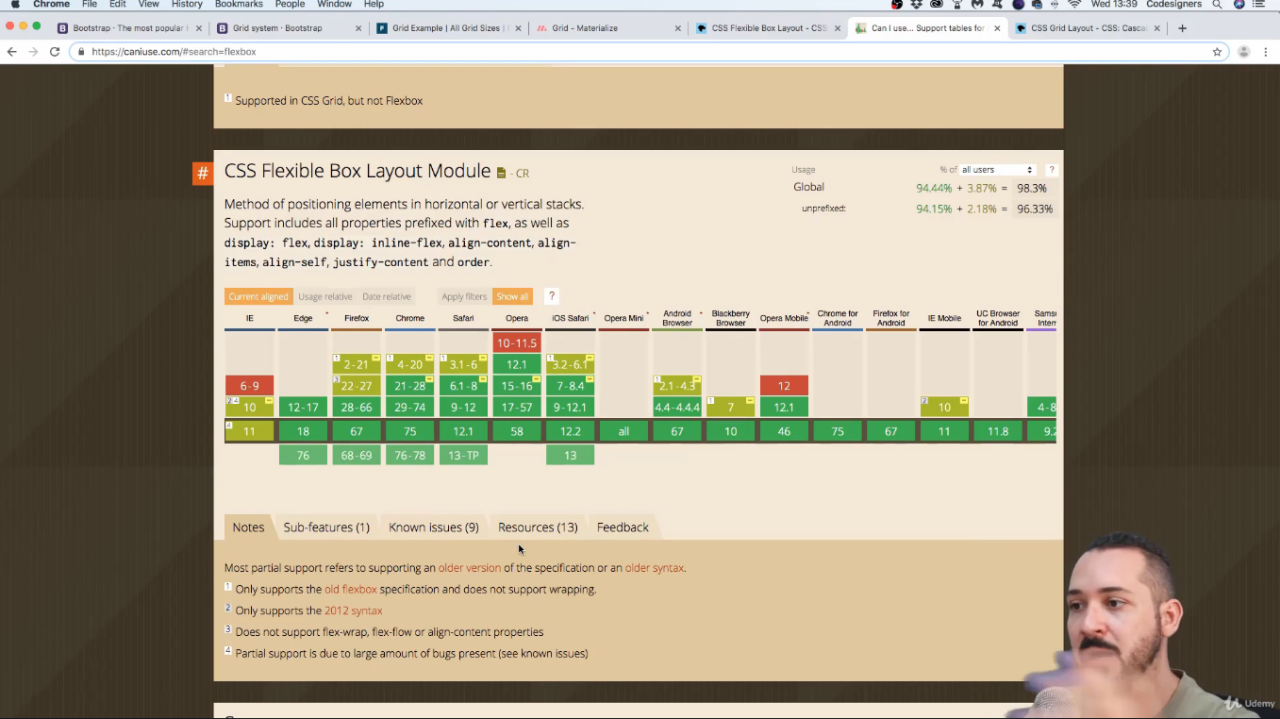 Chrome File Edit View History Bookmarks People Window Help Wed 13:39 Codesigners
Bootstrap · The most popular Grid system · Bootstrap Grid Example | All Grid Sizes | Grid - Materialize CSS Flexible Box Layout - CSS: Can I use... Support tables for CSS Grid Layout - CSS: Casca
https://caniuse.com/#search=flexbox
1 Supported in CSS Grid, but not Flexbox
# CSS Flexible Box Layout Module - CR
Usage % of all users ?
Global 94.44% + 3.87% = 98.3%
unprefixed: 94.15% + 2.18% = 96.33%
Method of positioning elements in horizontal or vertical stacks.
Support includes all properties prefixed with flex, as well as
display: flex, display: inline-flex, align-content, align-
items, align-self, justify-content and order.
Current aligned Usage relative Date relative Apply filters Show all ?
IE Edge * Firefox Chrome Safari Opera iOS Safari * Opera Mini * Android Browser * Blackberry Browser Opera Mobile * Chrome for Android Firefox for Android IE Mobile UC Browser for Android
10-11.5
1 2-21 1 4-20 1 3.1-6 12.1 1 3.2-6.1
6-9 3 22-27 21-28 6.1-8 15-16 7-8.4 1 2.1-4.3 12
2 4 10 12-17 28-66 29-74 9-12 17-57 9-12.1 4.4-4.4.4 1 7 12.1 2 10 4-8
4 11 18 67 75 12.1 58 12.2 all 67 10 46 75 67 11 11.8 9.2
76 68-69 76-78 13-TP 13
Notes Sub-features (1) Known issues (9) Resources (13) Feedback
Most partial support refers to supporting an older version of the specification or an older syntax.
1 Only supports the old flexbox specification and does not support wrapping.
2 Only supports the 2012 syntax
3 Does not support flex-wrap, flex-flow or align-content properties
4 Partial support is due to large amount of bugs present (see known issues)
Udemy